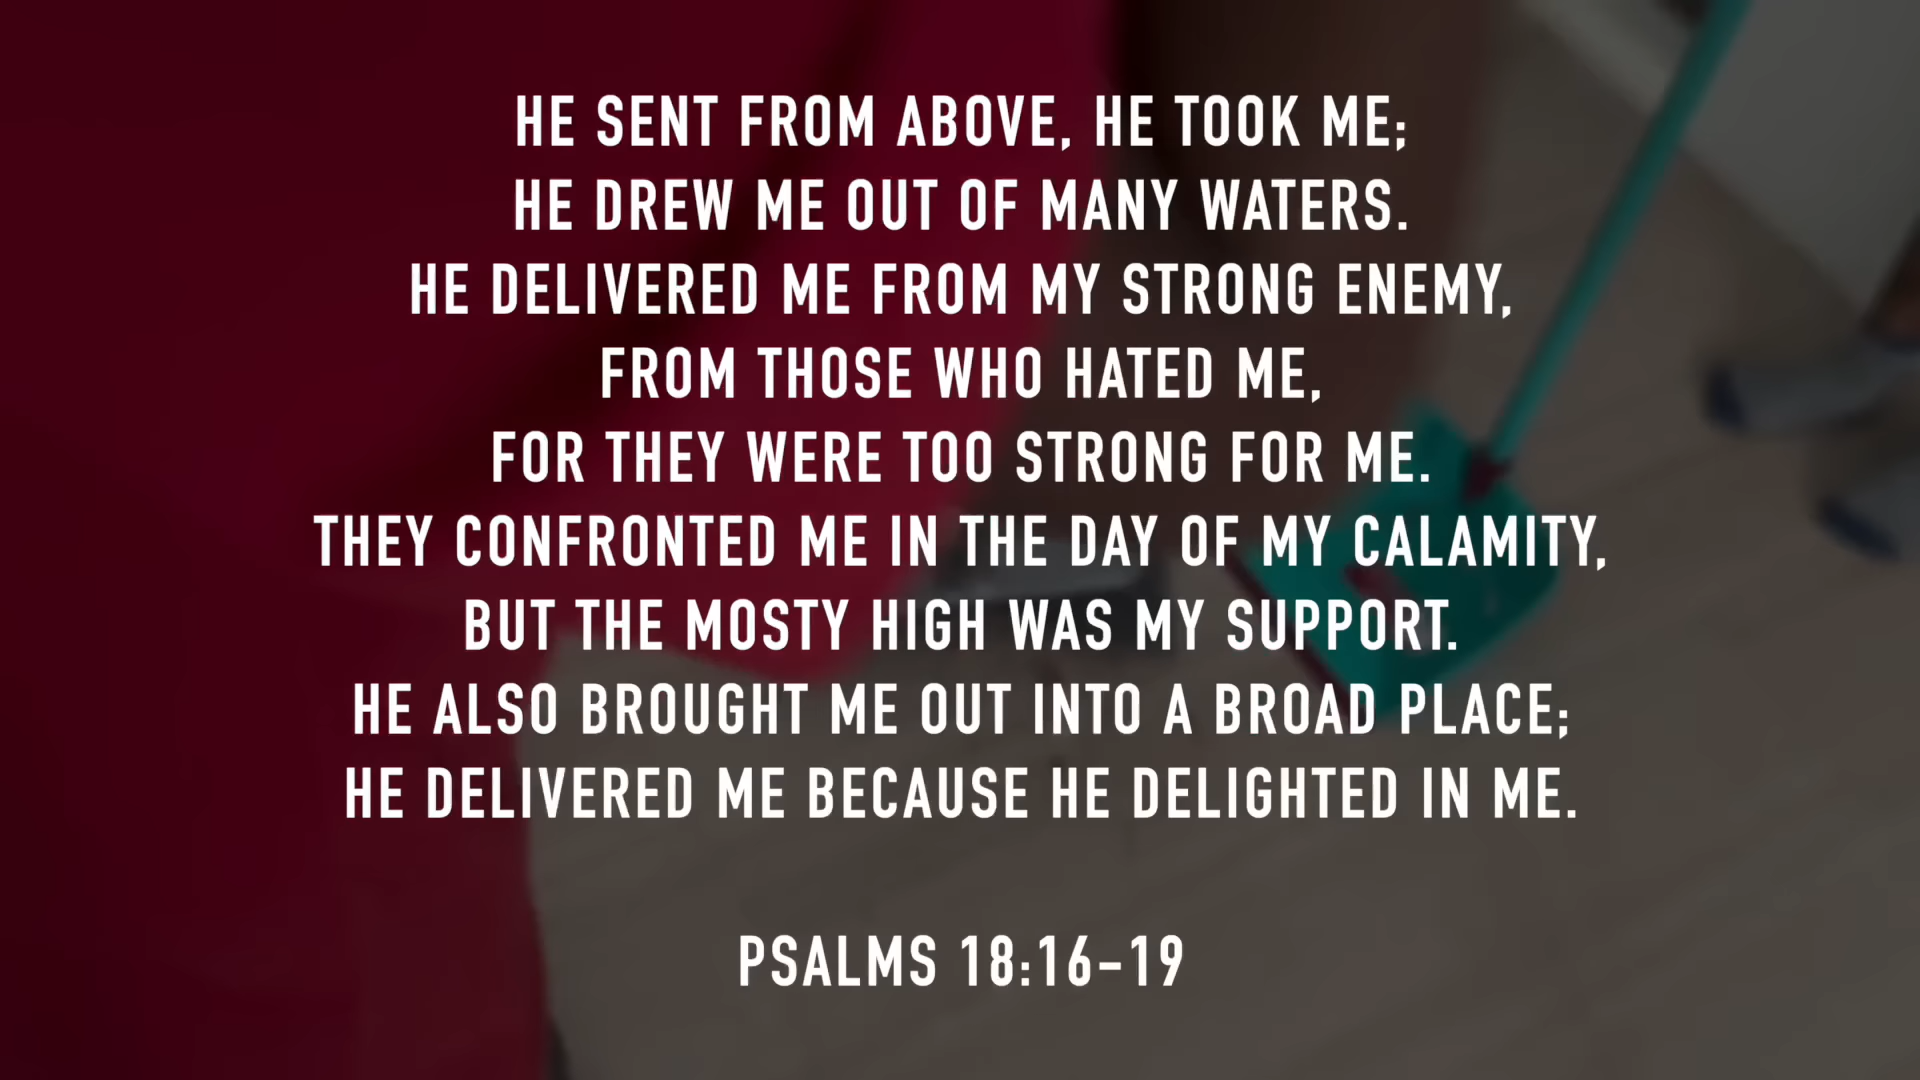 HE SENT FROM ABOVE, HE TOOK ME;
HE DREW ME OUT OF MANY WATERS.
HE DELIVERED ME FROM MY STRONG ENEMY,
FROM THOSE WHO HATED ME,
FOR THEY WERE TOO STRONG FOR ME.
THEY CONFRONTED ME IN THE DAY OF MY CALAMITY,
BUT THE MOSTY HIGH WAS MY SUPPORT.
HE ALSO BROUGHT ME OUT INTO A BROAD PLACE;
HE DELIVERED ME BECAUSE HE DELIGHTED IN ME.
PSALMS 18:16-19